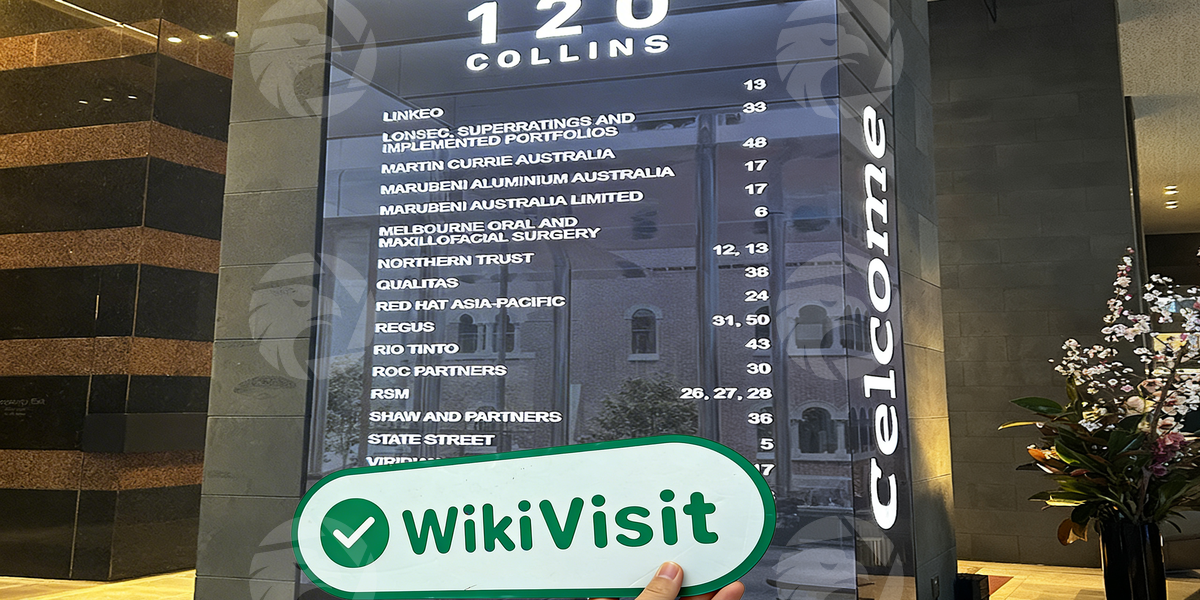 120
COLLINS
LINKEO 13
LONSEC, SUPERRATINGS AND 33
IMPLEMENTED PORTFOLIOS
MARTIN CURRIE AUSTRALIA 48
MARUBENI ALUMINIUM AUSTRALIA 17
MARUBENI AUSTRALIA LIMITED 17
MELBOURNE ORAL AND 6
MAXILLOFACIAL SURGERY
NORTHERN TRUST 12, 13
QUALITAS 38
RED HAT ASIA-PACIFIC 24
REGUS 31, 50
RIO TINTO 43
ROC PARTNERS 30
RSM 26, 27, 28
SHAW AND PARTNERS 36
STATE STREET 5
17
celcome
WikiVisit